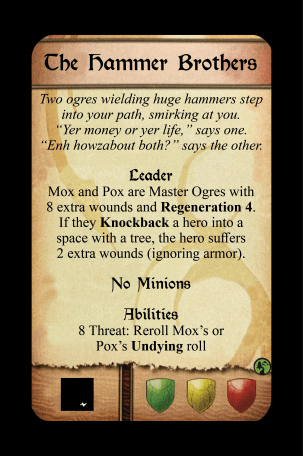 The Hammer Brothers
Two ogres wielding huge hammers step
into your path, smirking at you.
“Yer money or yer life,” says one.
“Enh howzabout both?” says the other.
Leader
Mox and Pox are Master Ogres with
8 extra wounds and Regeneration 4.
If they Knockback a hero into a
space with a tree, the hero suffers
2 extra wounds (ignoring armor).
No Minions
Abilities
8 Threat: Reroll Mox’s or
Pox’s Undying roll